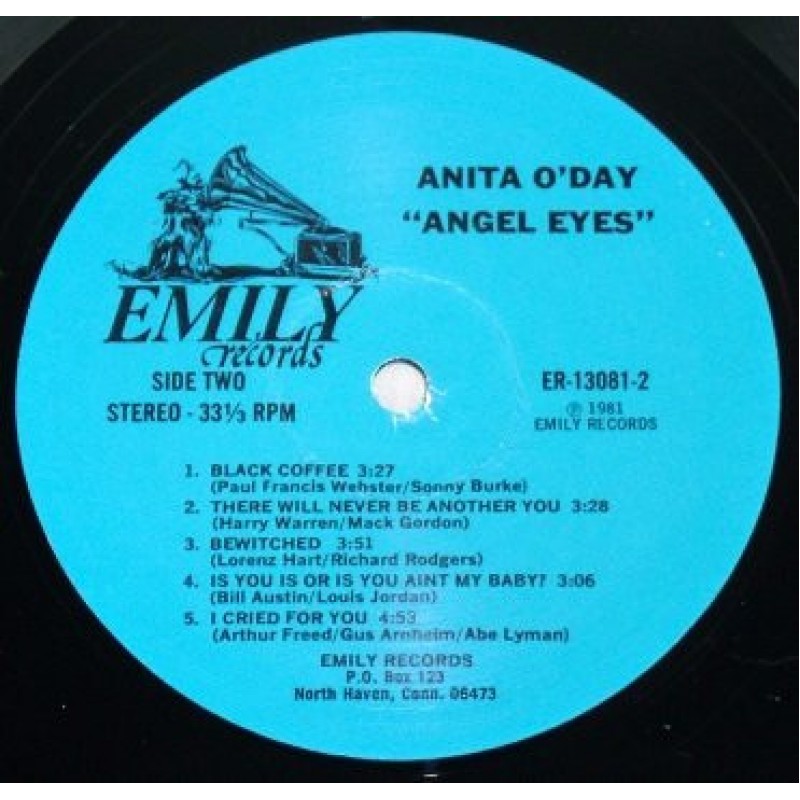 ANITA O'DAY
"ANGEL EYES"
EMILY
records
SIDE TWO
STEREO - 33⅓ RPM
ER-13081-2
℗ 1981
EMILY RECORDS
1. BLACK COFFEE 3:27
(Paul Francis Webster/Sonny Burke)
2. THERE WILL NEVER BE ANOTHER YOU 3:28
(Harry Warren/Mack Gordon)
3. BEWITCHED 3:51
(Lorenz Hart/Richard Rodgers)
4. IS YOU IS OR IS YOU AINT MY BABY? 3:06
(Bill Austin/Louis Jordan)
5. I CRIED FOR YOU 4:53
(Arthur Freed/Gus Arnheim/Abe Lyman)
EMILY RECORDS
P.O. Box 123
North Haven, Conn. 06473